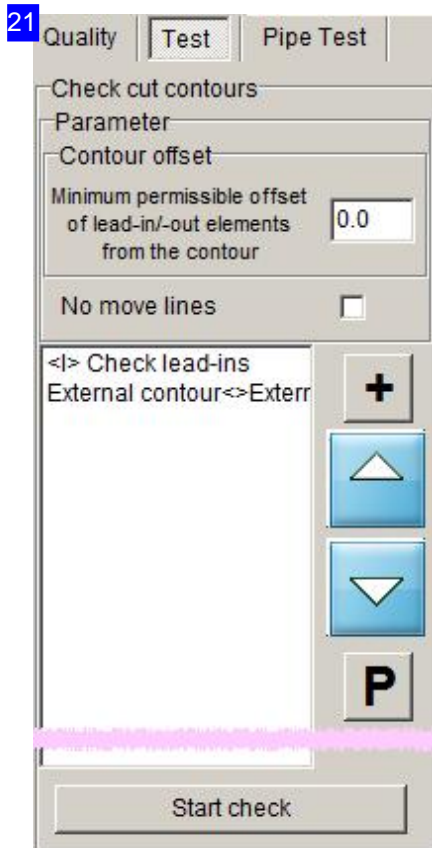 21
Quality Test Pipe Test
Check cut contours
Parameter
Contour offset
Minimum permissible offset
of lead-in/-out elements
from the contour
0.0
No move lines
<I> Check lead-ins
+
External contour<>Extern
P
Start check